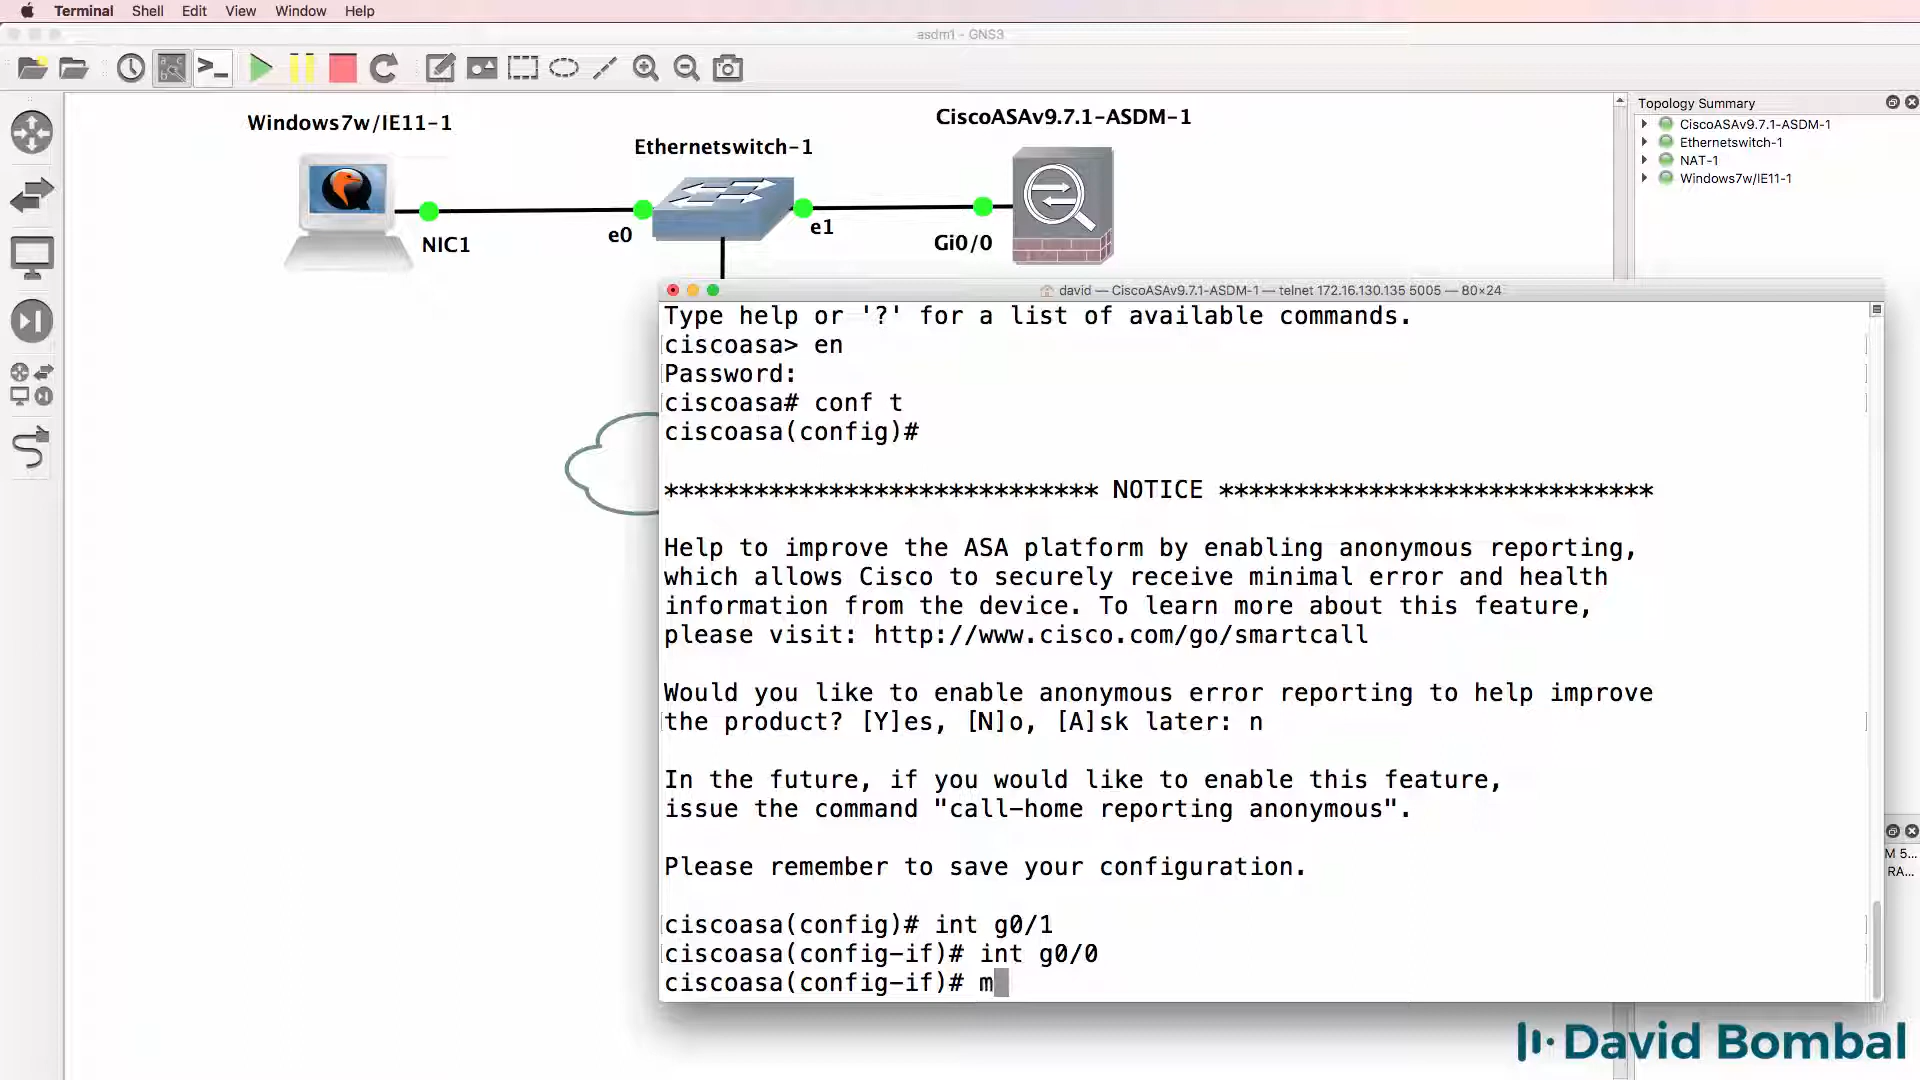 Terminal Shell Edit View Window Help
asdm1 - GNS3
Topology Summary
CiscoASAv9.7.1-ASDM-1
Ethernetswitch-1
NAT-1
Windows7w/IE11-1
Windows7w/IE11-1
Ethernetswitch-1
CiscoASAv9.7.1-ASDM-1
NIC1
e0
e1
Gi0/0
david — CiscoASAv9.7.1-ASDM-1 — telnet 172.16.130.135 5005 — 80×24
Type help or '?' for a list of available commands.
ciscoasa> en
Password:
ciscoasa# conf t
ciscoasa(config)#
***************************** NOTICE *****************************
Help to improve the ASA platform by enabling anonymous reporting,
which allows Cisco to securely receive minimal error and health
information from the device. To learn more about this feature,
please visit: http://www.cisco.com/go/smartcall
Would you like to enable anonymous error reporting to help improve
the product? [Y]es, [N]o, [A]sk later: n
In the future, if you would like to enable this feature,
issue the command "call-home reporting anonymous".
Please remember to save your configuration.
ciscoasa(config)# int g0/1
ciscoasa(config-if)# int g0/0
ciscoasa(config-if)# m
M 5...
RA...
David Bombal